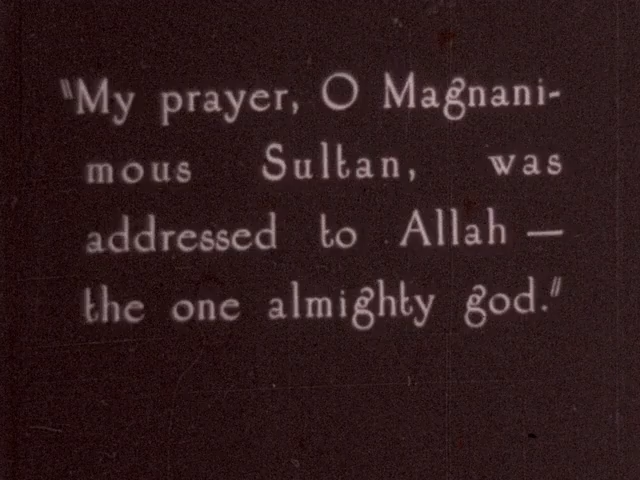 "My prayer, O Magnani-
mous Sultan, was
addressed to Allah —
the one almighty god."